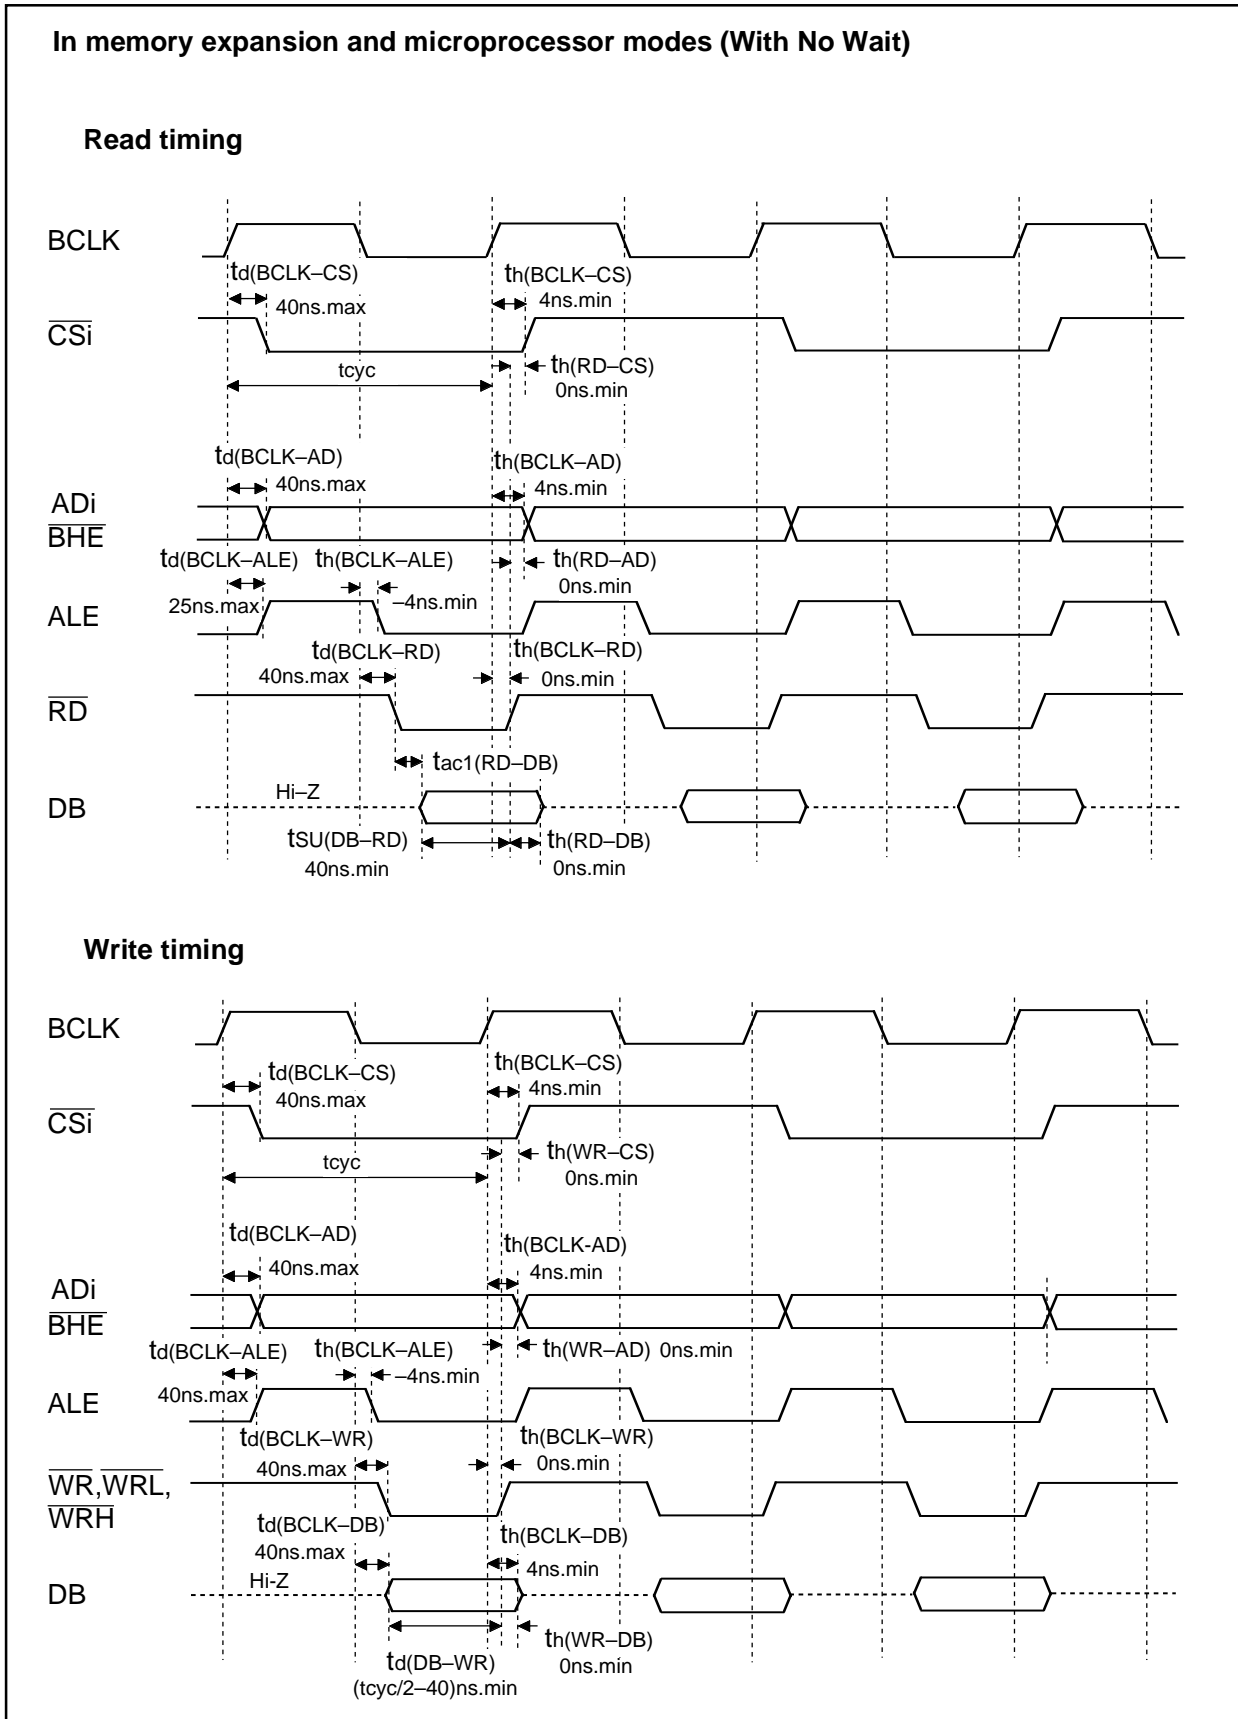 In memory expansion and microprocessor modes (With No Wait)
Read timing
BCLK
td(BCLK–CS)
40ns.max
th(BCLK–CS)
4ns.min
CSi
tcyc
th(RD–CS)
0ns.min
td(BCLK–AD)
40ns.max
th(BCLK–AD)
4ns.min
ADi
BHE
td(BCLK–ALE)
25ns.max
th(BCLK–ALE)
–4ns.min
th(RD–AD)
0ns.min
ALE
td(BCLK–RD)
40ns.max
th(BCLK–RD)
0ns.min
RD
tac1(RD–DB)
Hi–Z
DB
tSU(DB–RD)
40ns.min
th(RD–DB)
0ns.min
Write timing
BCLK
td(BCLK–CS)
40ns.max
th(BCLK–CS)
4ns.min
CSi
tcyc
th(WR–CS)
0ns.min
td(BCLK–AD)
40ns.max
th(BCLK-AD)
4ns.min
ADi
BHE
td(BCLK–ALE)
40ns.max
th(BCLK–ALE)
–4ns.min
th(WR–AD) 0ns.min
ALE
td(BCLK–WR)
40ns.max
th(BCLK–WR)
0ns.min
WR,WRL,
WRH
td(BCLK–DB)
40ns.max
th(BCLK–DB)
4ns.min
Hi-Z
DB
td(DB–WR)
(tcyc/2–40)ns.min
th(WR–DB)
0ns.min